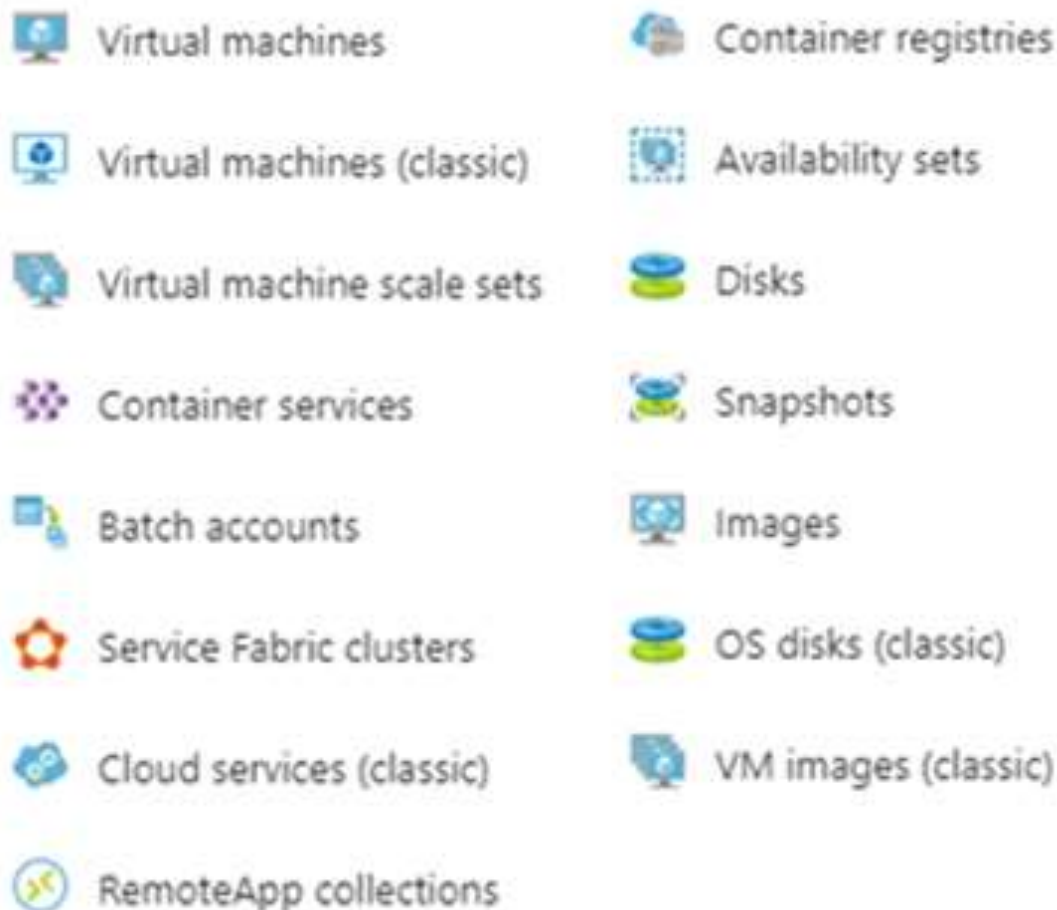 Virtual machines
Virtual machines (classic)
Virtual machine scale sets
Container services
Batch accounts
Service Fabric clusters
Cloud services (classic)
RemoteApp collections
Container registries
Availability sets
Disks
Snapshots
Images
OS disks (classic)
VM images (classic)